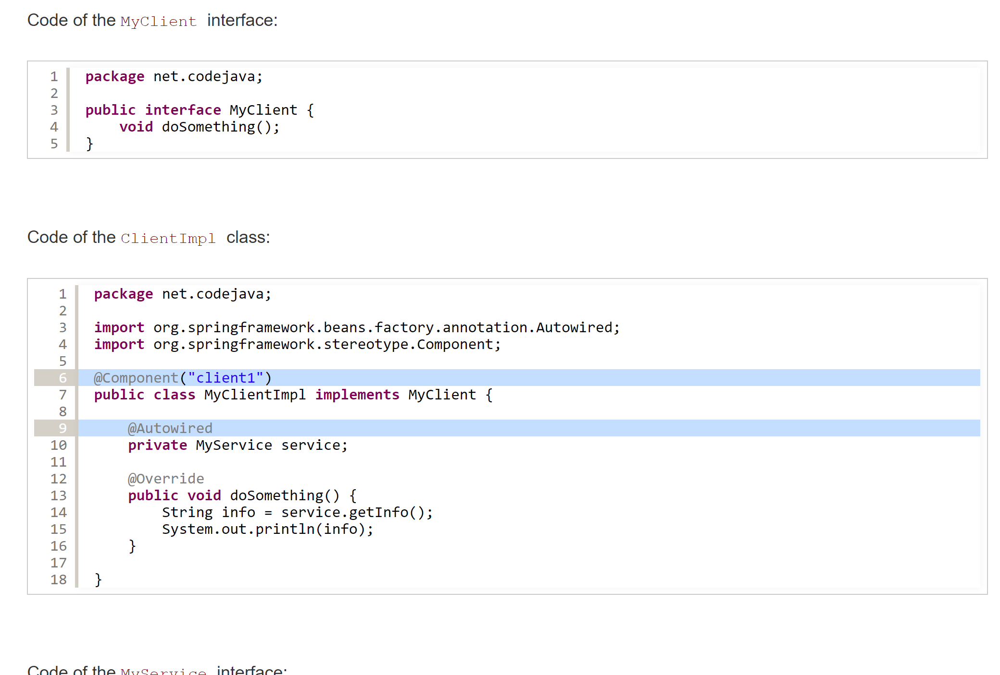 Code of the MyClient interface:
1 package net.codejava;
2
3 public interface MyClient {
4     void doSomething();
5 }
Code of the ClientImpl class:
1 package net.codejava;
2
3 import org.springframework.beans.factory.annotation.Autowired;
4 import org.springframework.stereotype.Component;
5
6 @Component("client1")
7 public class MyClientImpl implements MyClient {
8
9     @Autowired
10     private MyService service;
11
12     @Override
13     public void doSomething() {
14         String info = service.getInfo();
15         System.out.println(info);
16     }
17
18 }
Code of the MyService interface: